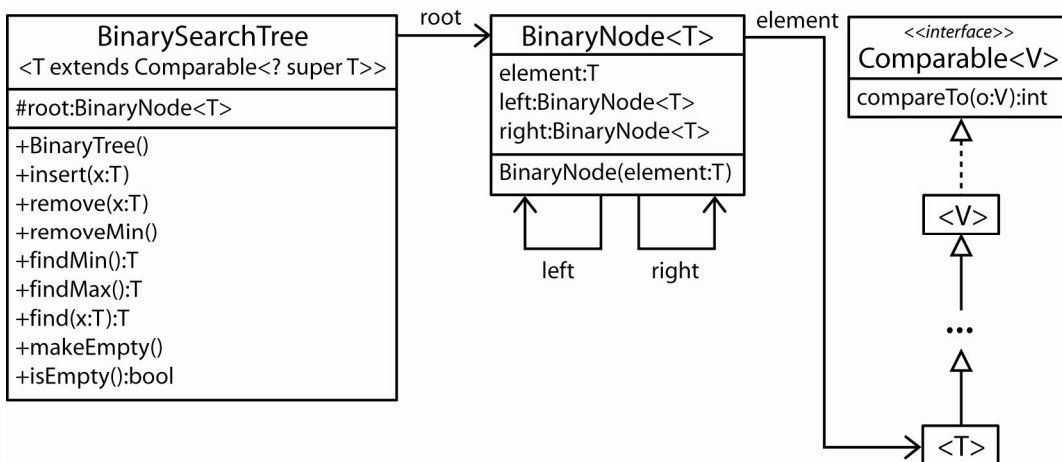 BinarySearchTree
<T extends Comparable<? super T>>
#root:BinaryNode<T>
+BinaryTree()
+insert(x:T)
+remove(x:T)
+removeMin()
+findMin():T
+findMax():T
+find(x:T):T
+makeEmpty()
+isEmpty():bool
root
BinaryNode<T>
element:T
left:BinaryNode<T>
right:BinaryNode<T>
BinaryNode(element:T)
left
right
element
<<interface>>
Comparable<V>
compareTo(o:V):int
<V>
...
<T>